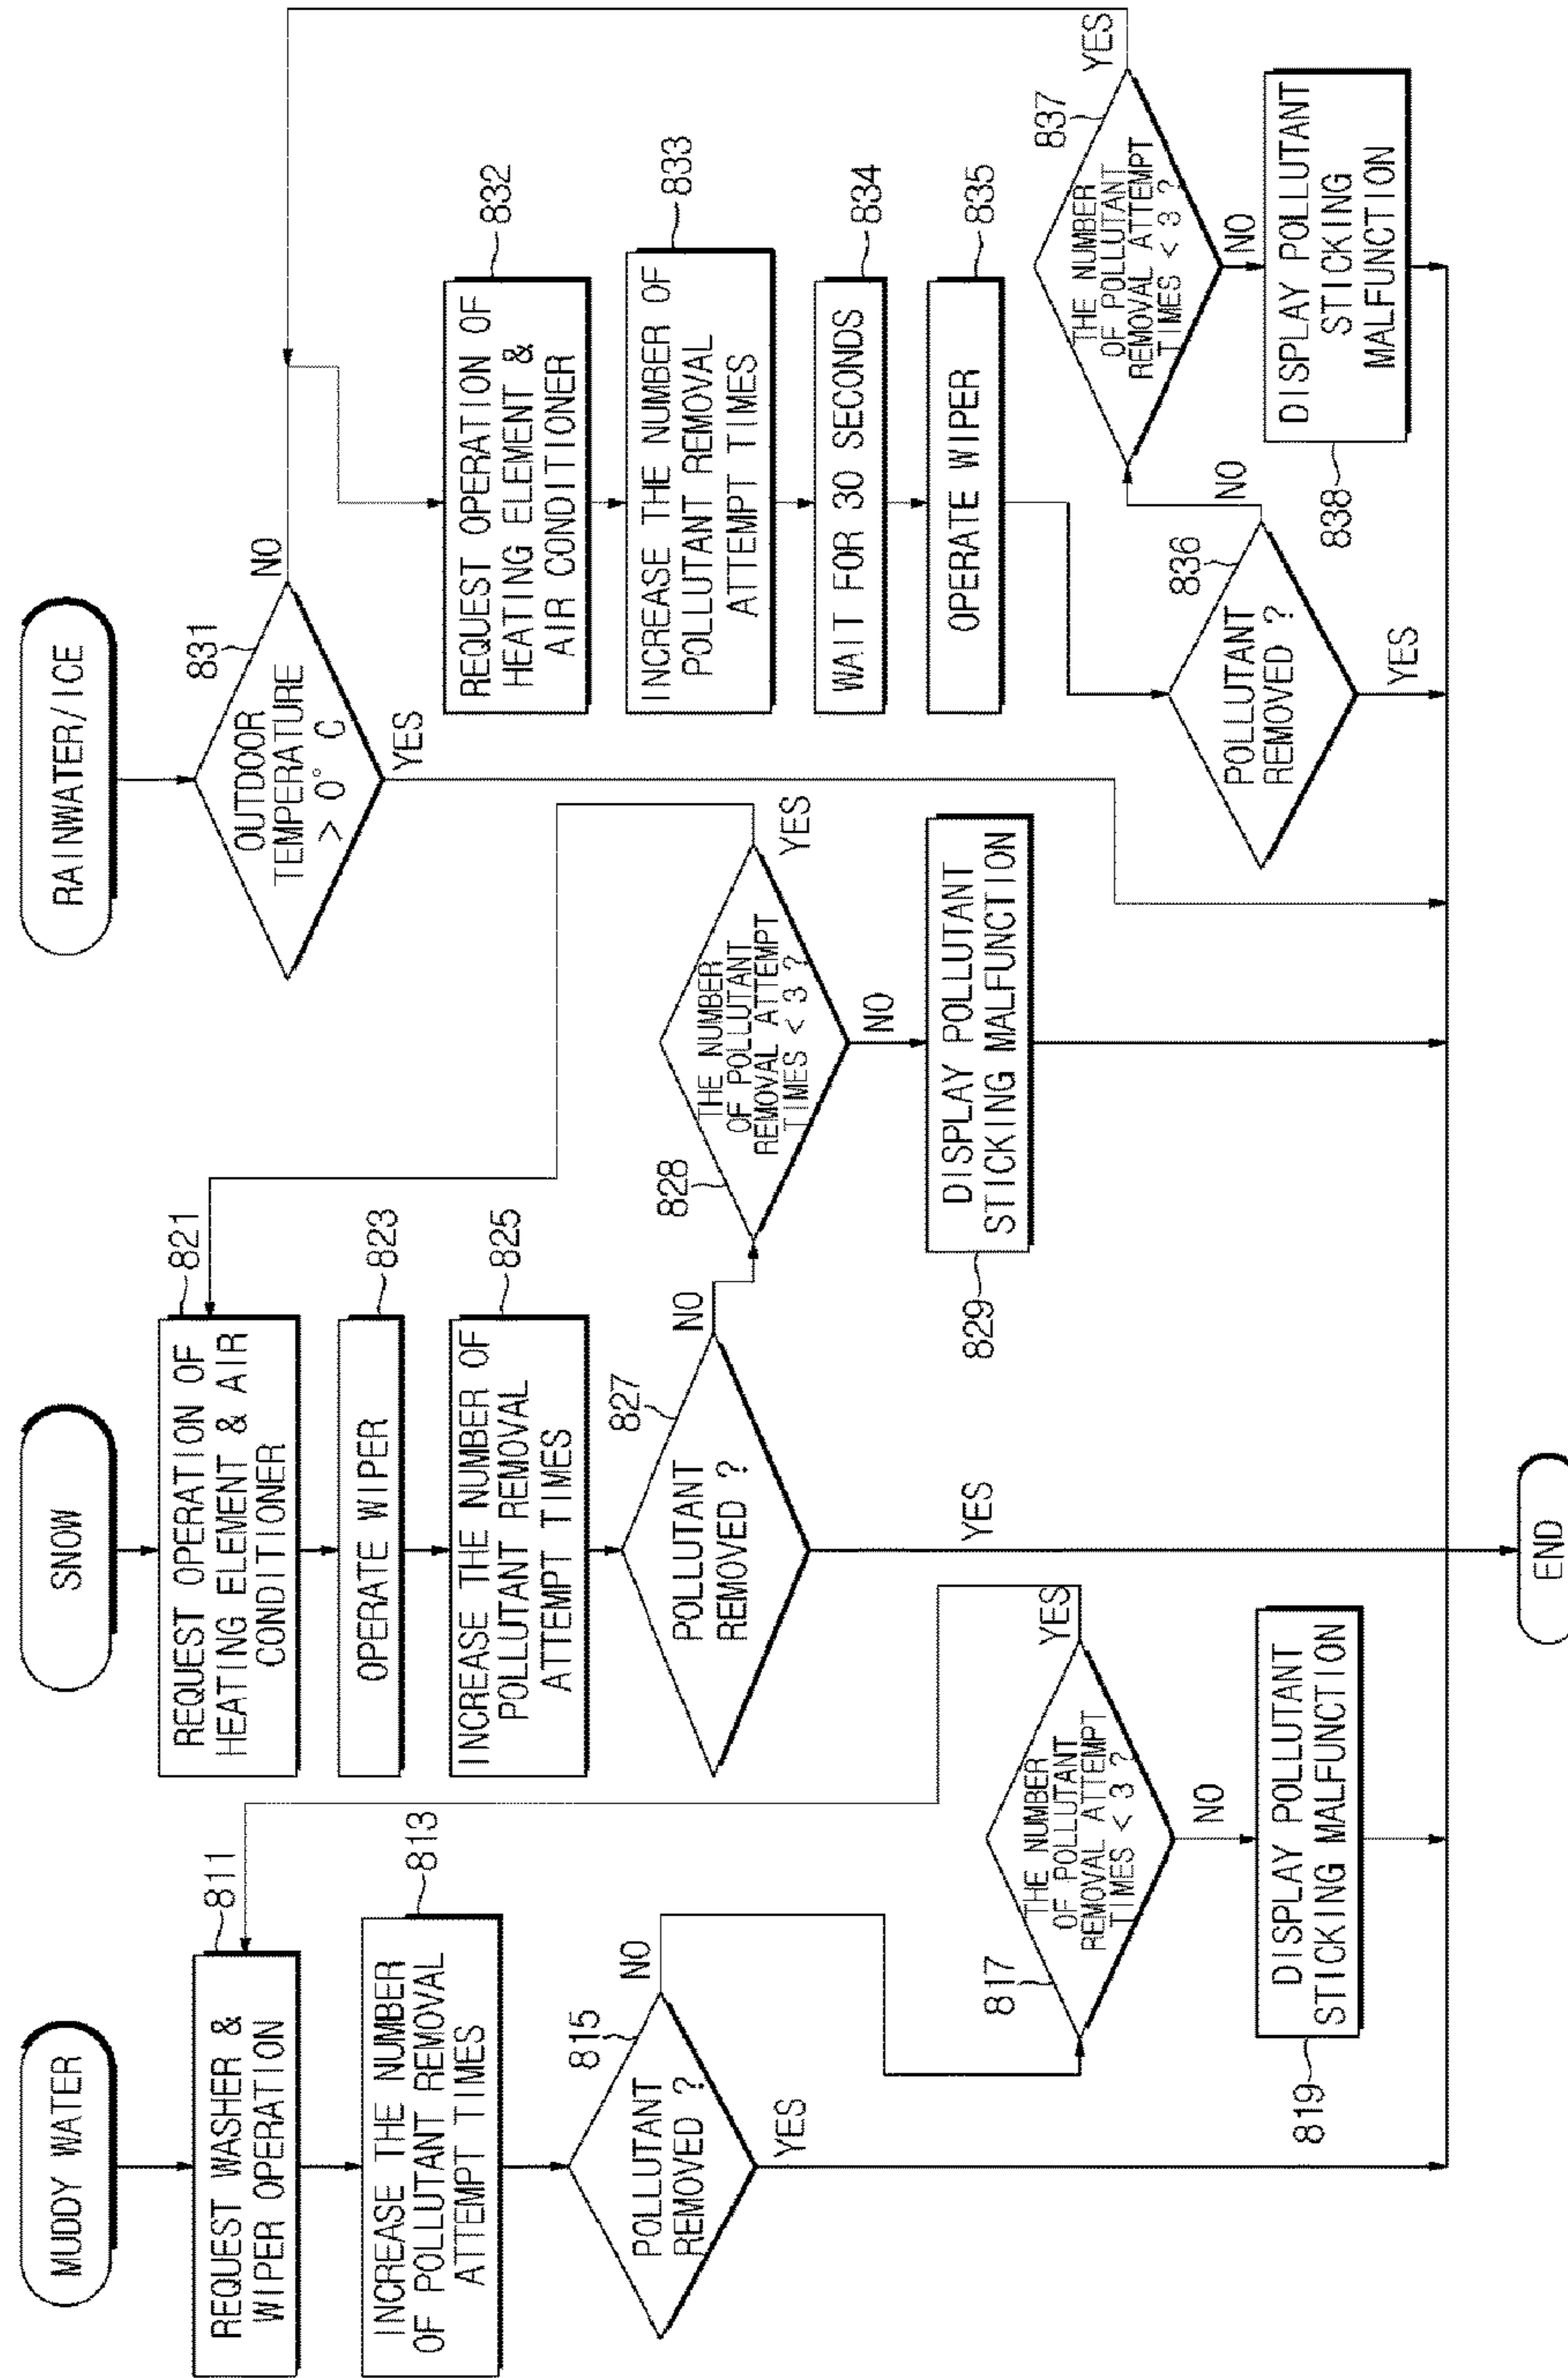 MUDDY WATER
REQUEST WASHER &
WIPER OPERATION
811
INCREASE THE NUMBER
OF POLLUTANT REMOVAL
ATTEMPT TIMES
813
POLLUTANT
REMOVED ?
815
NO
YES
THE NUMBER
OF POLLUTANT
REMOVAL ATTEMPT
TIMES < 3 ?
817
YES
NO
DISPLAY POLLUTANT
STICKING MALFUNCTION
819
SNOW
REQUEST OPERATION OF
HEATING ELEMENT & AIR
CONDITIONER
821
OPERATE WIPER
823
INCREASE THE NUMBER OF
POLLUTANT REMOVAL
ATTEMPT TIMES
825
POLLUTANT
REMOVED ?
827
NO
YES
THE NUMBER
OF POLLUTANT
REMOVAL ATTEMPT
TIMES < 3 ?
828
YES
NO
DISPLAY POLLUTANT
STICKING MALFUNCTION
829
RAINWATER/ICE
OUTDOOR
TEMPERATURE
> 0° C
831
NO
YES
REQUEST OPERATION OF
HEATING ELEMENT &
AIR CONDITIONER
832
INCREASE THE NUMBER OF
POLLUTANT REMOVAL
ATTEMPT TIMES
833
WAIT FOR 30 SECONDS
834
OPERATE WIPER
835
POLLUTANT
REMOVED ?
836
NO
YES
THE NUMBER
OF POLLUTANT
REMOVAL ATTEMPT
TIMES < 3 ?
837
YES
NO
DISPLAY POLLUTANT
STICKING
MALFUNCTION
838
END